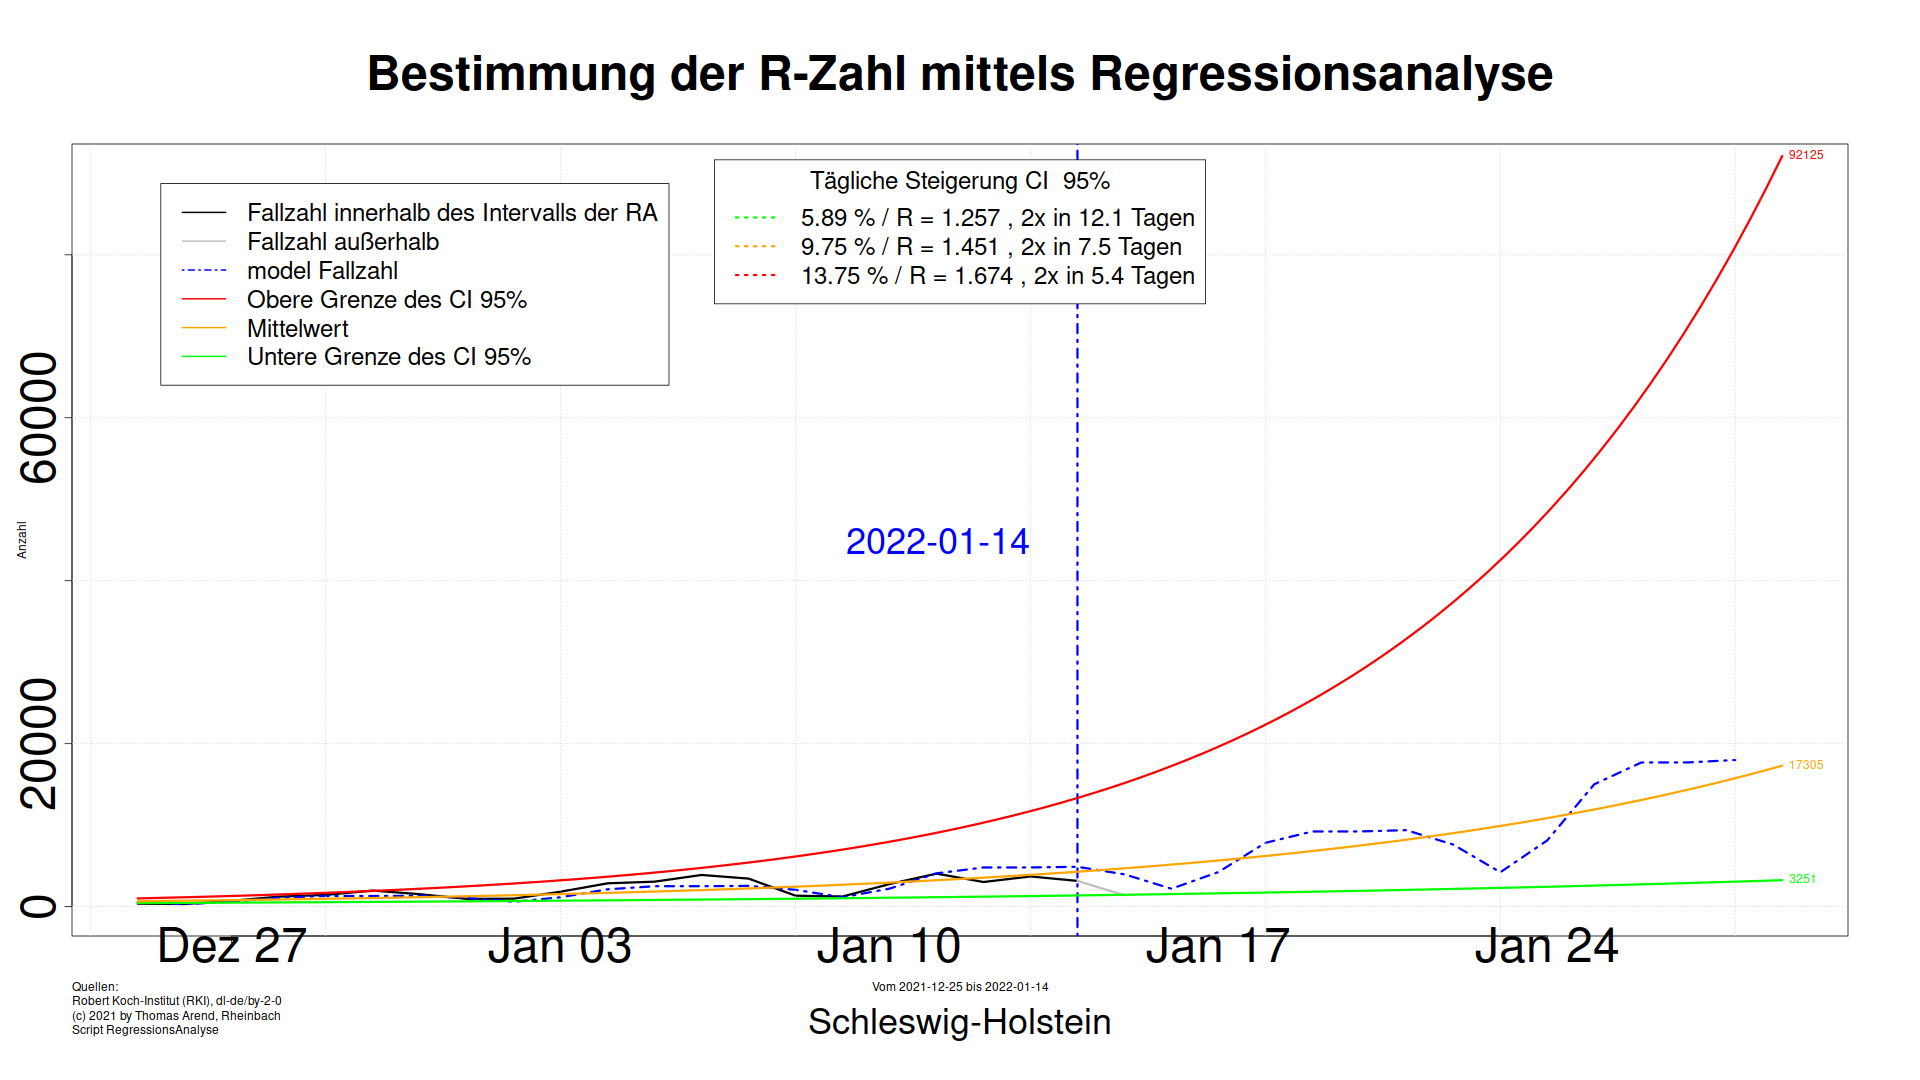 Bestimmung der R-Zahl mittels Regressionsanalyse
Fallzahl innerhalb des Intervalls der RA
Fallzahl außerhalb
model Fallzahl
Obere Grenze des CI 95%
Mittelwert
Untere Grenze des CI 95%
Tägliche Steigerung CI  95%
5.89 % / R = 1.257 , 2x in 12.1 Tagen
9.75 % / R = 1.451 , 2x in 7.5 Tagen
13.75 % / R = 1.674 , 2x in 5.4 Tagen
92125
60000
Anzahl
2022-01-14
20000
17305
3251
0
Dez 27
Jan 03
Jan 10
Jan 17
Jan 24
Quellen:
Robert Koch-Institut (RKI), dl-de/by-2-0
(c) 2021 by Thomas Arend, Rheinbach
Script RegressionsAnalyse
Vom 2021-12-25 bis 2022-01-14
Schleswig-Holstein